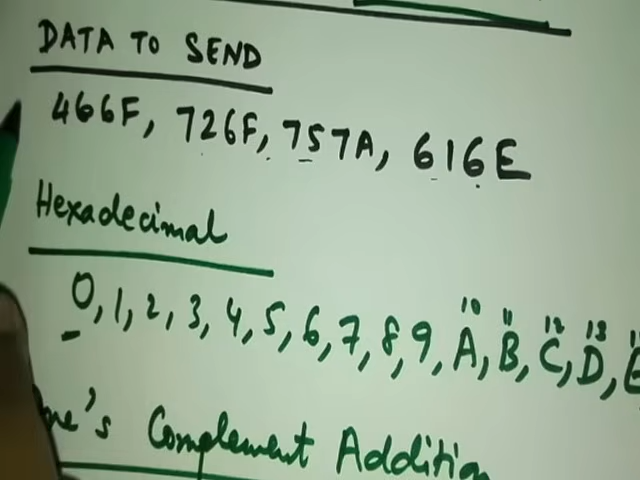 DATA TO SEND
466F, 726F, 757A, 616E
Hexadecimal
10 11 12 13
0, 1, 2, 3, 4, 5, 6, 7, 8, 9, A, B, C, D, E
Complement Addition